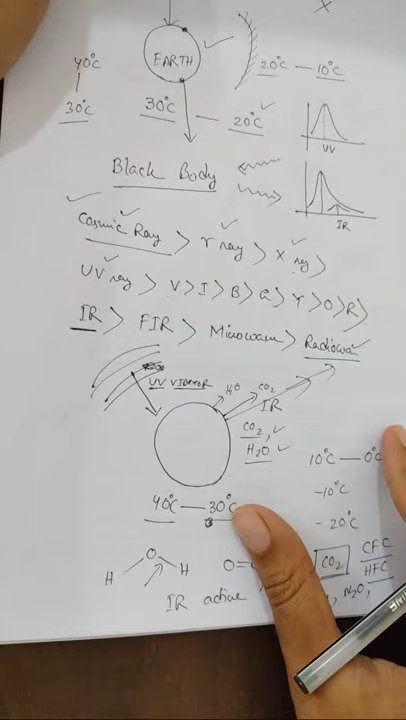 EARTH
40°C
30°C
20°C — 10°C
30°C — 20°C
UV
Black Body
IR
Cosmic Ray > γ ray > X ray >
UV ray > V > I > B > G > Y > O > R >
IR > FIR > Microwave > Radiowave
UV VIBGYOR
H₂O CO₂
IR
CO₂,
H₂O
10°C — 0°C
-10°C
-20°C
40°C — 30°C
H O H
O=
CO₂
CFC
HFC
IR active
N₂O,